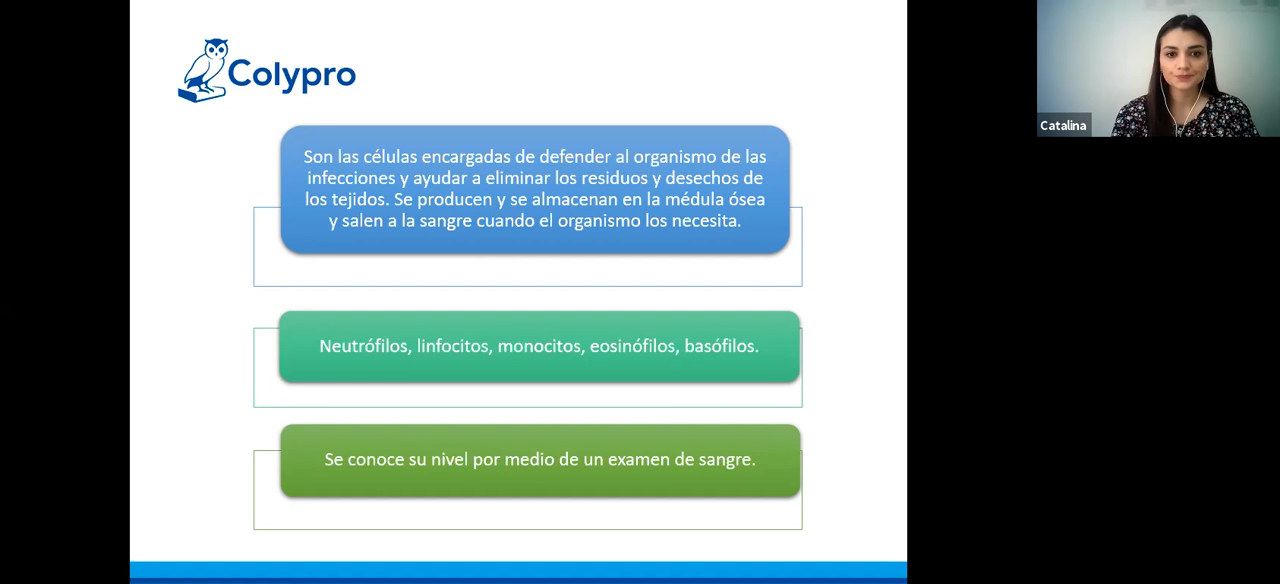 Colypro
Son las células encargadas de defender al organismo de las
infecciones y ayudar a eliminar los residuos y desechos de
los tejidos. Se producen y se almacenan en la médula ósea
y salen a la sangre cuando el organismo los necesita.
Neutrófilos, linfocitos, monocitos, eosinófilos, basófilos.
Se conoce su nivel por medio de un examen de sangre.
Catalina